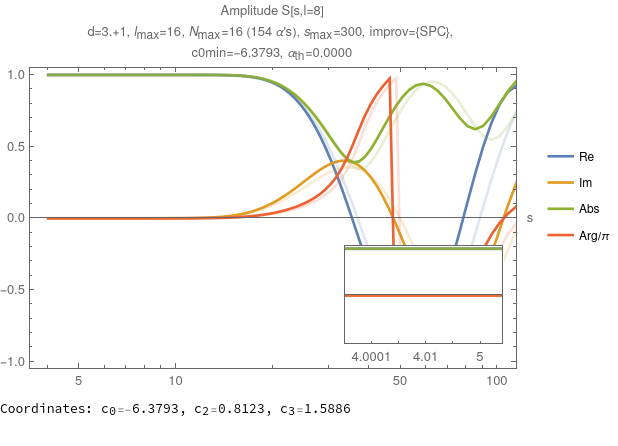 Amplitude S[s,l=8]
d=3.+1, lmax=16, Nmax=16 (154 α's), smax=300, improv={SPC},
c0min=−6.3793, αth=0.0000
1.0
0.5
0.0
−0.5
−1.0
s
Re
Im
Abs
Arg/π
4.0001 4.01 5
5 10 50 100
Coordinates: c0=−6.3793, c2=0.8123, c3=1.5886